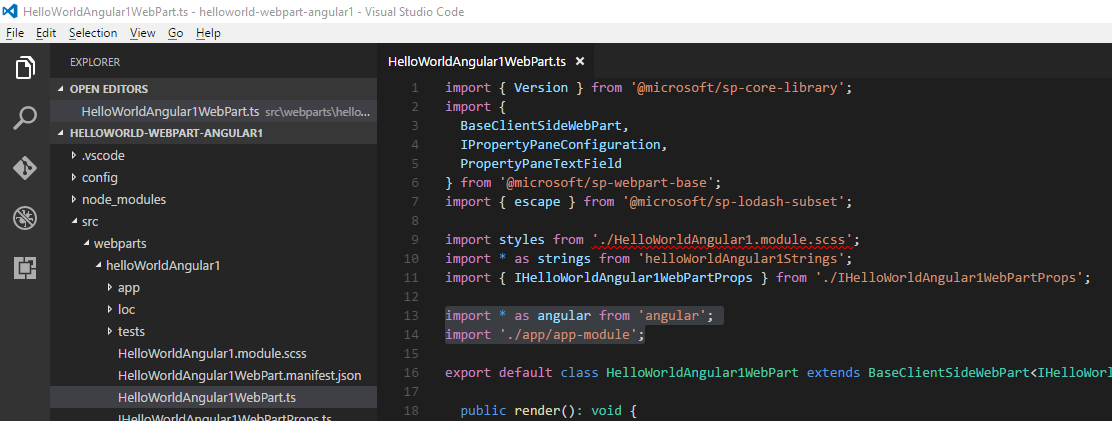 HelloWorldAngular1WebPart.ts - helloworld-webpart-angular1 - Visual Studio Code
File Edit Selection View Go Help
EXPLORER
OPEN EDITORS
HelloWorldAngular1WebPart.ts src\webparts\hello...
HELLOWORLD-WEBPART-ANGULAR1
.vscode
config
node_modules
src
webparts
helloWorldAngular1
app
loc
tests
HelloWorldAngular1.module.scss
HelloWorldAngular1WebPart.manifest.json
HelloWorldAngular1WebPart.ts
IHelloWorldAngular1WebPartProps.ts
HelloWorldAngular1WebPart.ts ×
1 import { Version } from '@microsoft/sp-core-library';
2 import {
3 BaseClientSideWebPart,
4 IPropertyPaneConfiguration,
5 PropertyPaneTextField
6 } from '@microsoft/sp-webpart-base';
7 import { escape } from '@microsoft/sp-lodash-subset';
8
9 import styles from './HelloWorldAngular1.module.scss';
10 import * as strings from 'helloWorldAngular1Strings';
11 import { IHelloWorldAngular1WebPartProps } from './IHelloWorldAngular1WebPartProps';
12
13 import * as angular from 'angular';
14 import './app/app-module';
15
16 export default class HelloWorldAngular1WebPart extends BaseClientSideWebPart<IHelloWorl
17
18 public render(): void {